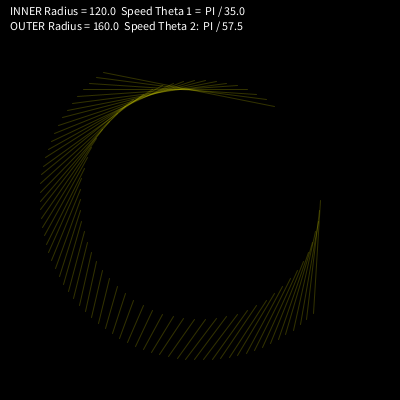 INNER Radius = 120.0  Speed Theta 1 =  PI / 35.0
OUTER Radius = 160.0  Speed Theta 2:  PI / 57.5